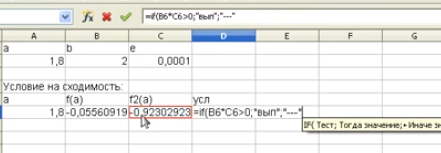 =if(B6*C6>0;"вып";"---"
A B C D E F
a b e
1,8 2 0,0001
Условие на сходимость:
a f(a) f2(a) усл
1,8 -0,05560919 -0,92302923 =if(B6*C6>0;"вып";"---"
IF( Тест; Тогда значение; Иначе зн